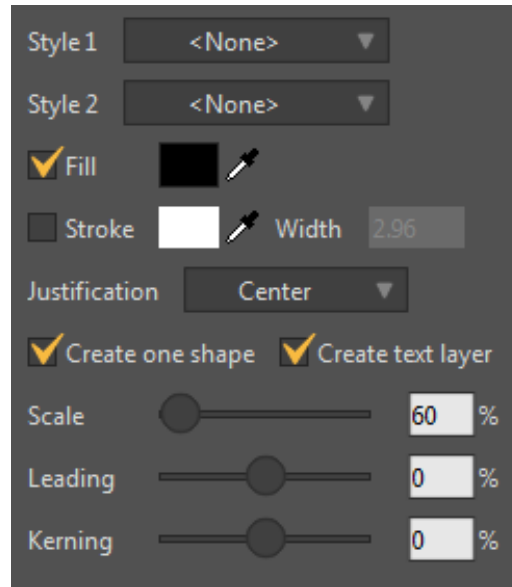 Style 1 <None>
Style 2 <None>
Fill
Stroke Width 2.96
Justification Center
Create one shape Create text layer
Scale 60 %
Leading 0 %
Kerning 0 %